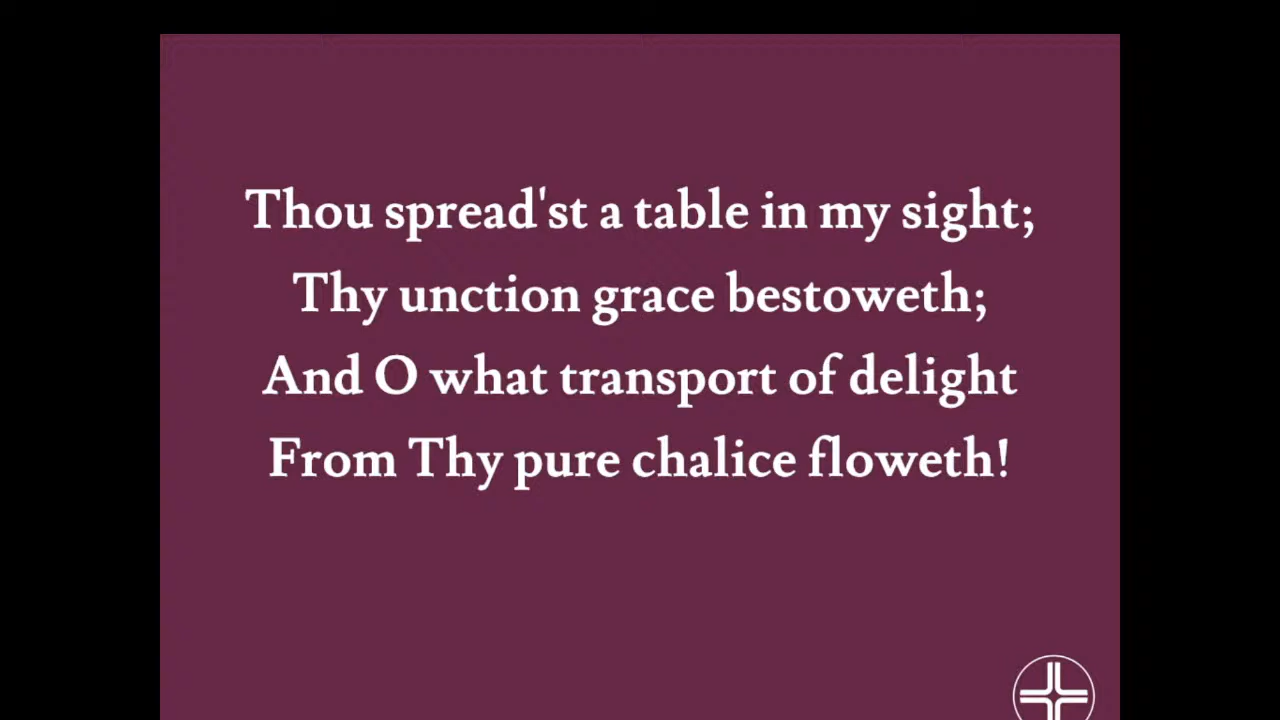 Thou spread'st a table in my sight;
Thy unction grace bestoweth;
And O what transport of delight
From Thy pure chalice floweth!